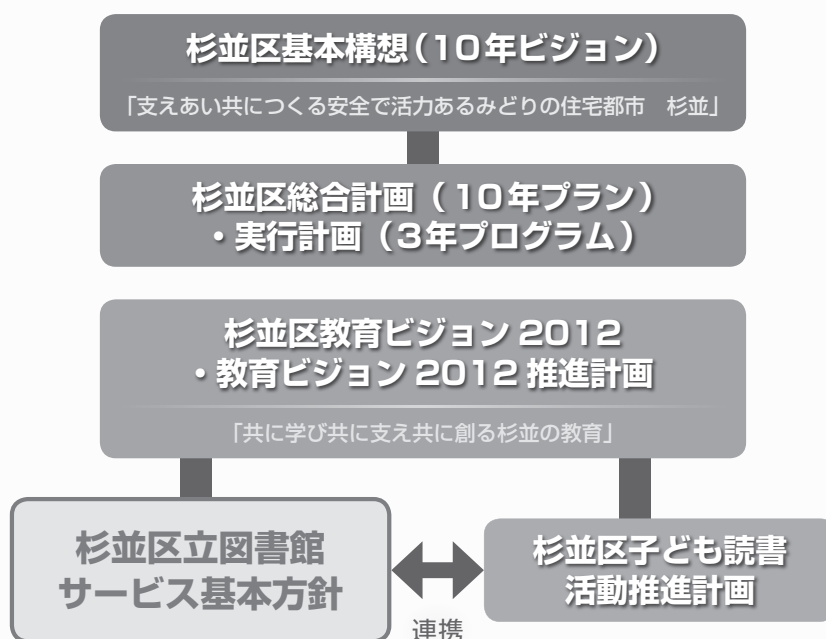 杉並区基本構想（10年ビジョン）
「支えあい共につくる安全で活力あるみどりの住宅都市　杉並」
杉並区総合計画（10年プラン）
・実行計画（3年プログラム）
杉並区教育ビジョン 2012
・教育ビジョン 2012 推進計画
「共に学び共に支え共に創る杉並の教育」
杉並区立図書館
サービス基本方針
杉並区子ども読書
活動推進計画
連携